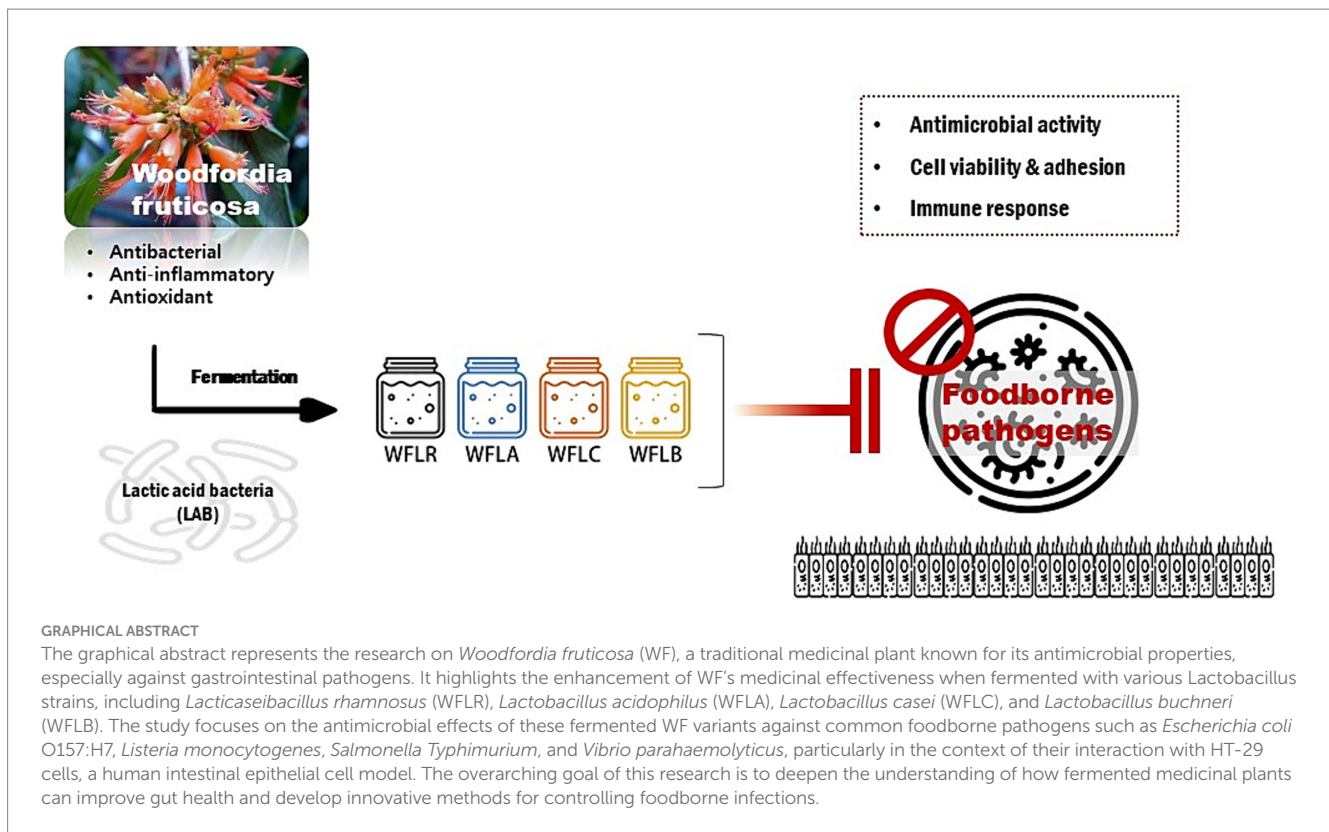 Woodfordia
fruticosa
• Antibacterial
• Anti-inflammatory
• Antioxidant
Fermentation
Lactic acid bacteria
(LAB)
WFLR WFLA WFLC WFLB
• Antimicrobial activity
• Cell viability & adhesion
• Immune response
Foodborne
pathogens
GRAPHICAL ABSTRACT
The graphical abstract represents the research on Woodfordia fruticosa (WF), a traditional medicinal plant known for its antimicrobial properties,
especially against gastrointestinal pathogens. It highlights the enhancement of WF's medicinal effectiveness when fermented with various Lactobacillus
strains, including Lacticaseibacillus rhamnosus (WFLR), Lactobacillus acidophilus (WFLA), Lactobacillus casei (WFLC), and Lactobacillus buchneri
(WFLB). The study focuses on the antimicrobial effects of these fermented WF variants against common foodborne pathogens such as Escherichia coli
O157:H7, Listeria monocytogenes, Salmonella Typhimurium, and Vibrio parahaemolyticus, particularly in the context of their interaction with HT-29
cells, a human intestinal epithelial cell model. The overarching goal of this research is to deepen the understanding of how fermented medicinal plants
can improve gut health and develop innovative methods for controlling foodborne infections.